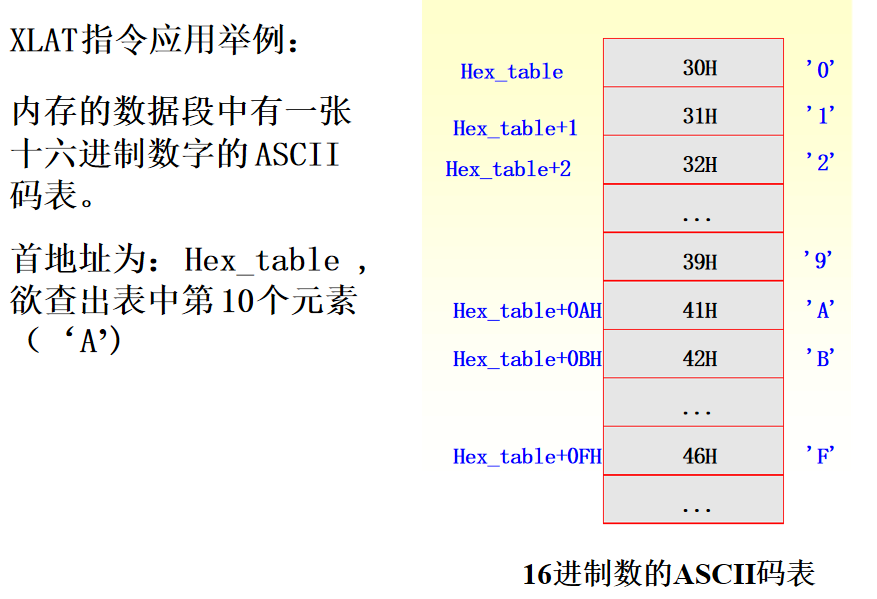 XLAT指令应用举例：
内存的数据段中有一张
十六进制数字的ASCII
码表。
首地址为：Hex_table ,
欲查出表中第10个元素
（‘A’)
Hex_table 30H '0'
Hex_table+1 31H '1'
Hex_table+2 32H '2'
...
39H '9'
Hex_table+0AH 41H 'A'
Hex_table+0BH 42H 'B'
...
Hex_table+0FH 46H 'F'
...
16进制数的ASCII码表